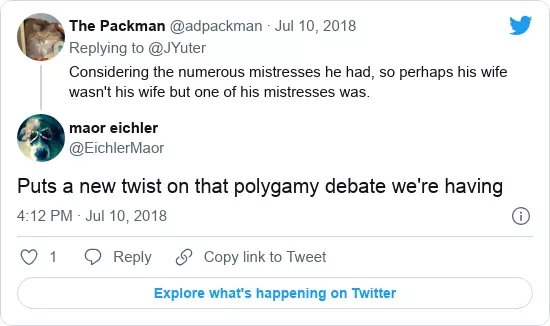 The Packman @adpackman · Jul 10, 2018
Replying to @JYuter
Considering the numerous mistresses he had, so perhaps his wife
wasn't his wife but one of his mistresses was.
maor eichler
@EichlerMaor
Puts a new twist on that polygamy debate we're having
4:12 PM · Jul 10, 2018
1 Reply Copy link to Tweet
Explore what's happening on Twitter